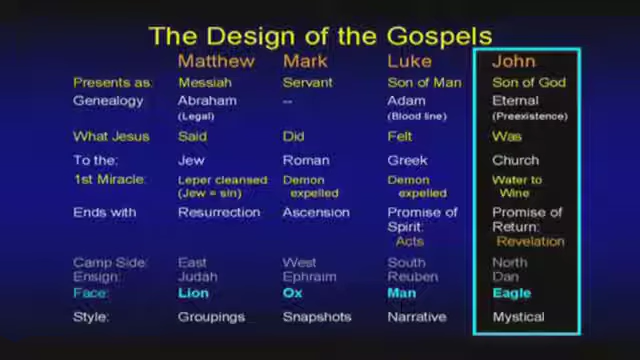 The Design of the Gospels
Matthew Mark Luke John
Presents as: Messiah Servant Son of Man Son of God
Genealogy Abraham -- Adam Eternal
(Legal) (Blood line) (Preexistence)
What Jesus Said Did Felt Was
To the: Jew Roman Greek Church
1st Miracle: Leper cleansed Demon Demon Water to
(Jew = sin) expelled expelled Wine
Ends with Resurrection Ascension Promise of Promise of
Spirit: Return:
Acts Revelation
Camp Side: East West South North
Ensign: Judah Ephraim Reuben Dan
Face: Lion Ox Man Eagle
Style: Groupings Snapshots Narrative Mystical